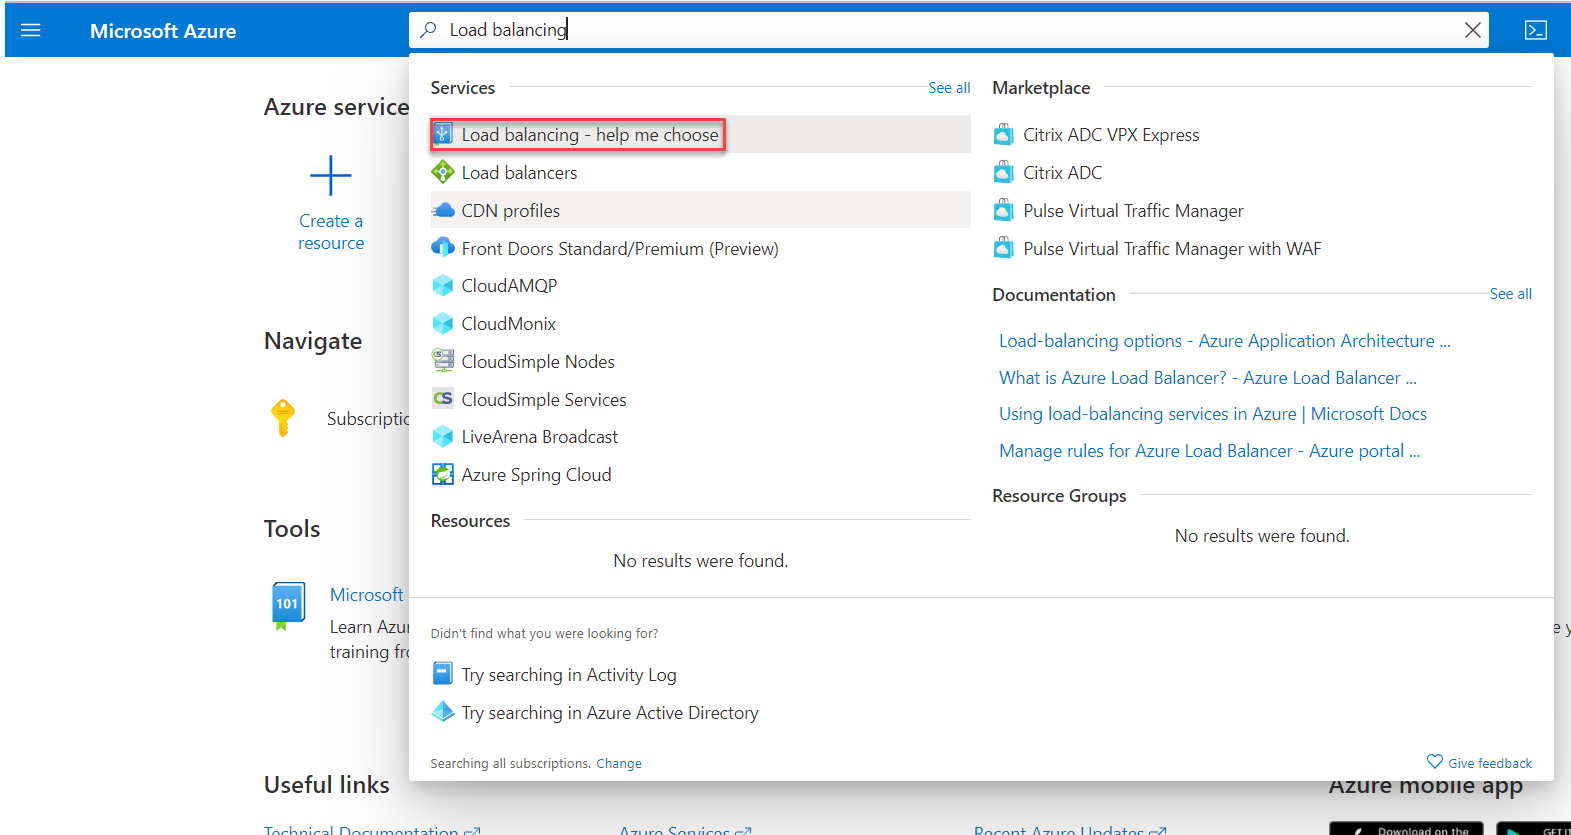 Microsoft Azure
Load balancing
Azure service
Create a
resource
Navigate
Subscriptio
Tools
101
Microsoft
Learn Azur
training fro
Useful links
Technical Documentation
Azure Services
Recent Azure Updates
Services
See all
Load balancing - help me choose
Load balancers
CDN profiles
Front Doors Standard/Premium (Preview)
CloudAMQP
CloudMonix
CloudSimple Nodes
CS
CloudSimple Services
LiveArena Broadcast
Azure Spring Cloud
Resources
No results were found.
Marketplace
Citrix ADC VPX Express
Citrix ADC
Pulse Virtual Traffic Manager
Pulse Virtual Traffic Manager with WAF
Documentation
See all
Load-balancing options - Azure Application Architecture ...
What is Azure Load Balancer? - Azure Load Balancer ...
Using load-balancing services in Azure | Microsoft Docs
Manage rules for Azure Load Balancer - Azure portal ...
Resource Groups
No results were found.
Didn't find what you were looking for?
Try searching in Activity Log
Try searching in Azure Active Directory
Searching all subscriptions. Change
Give feedback
Azure mobile app
Download on the
GET I